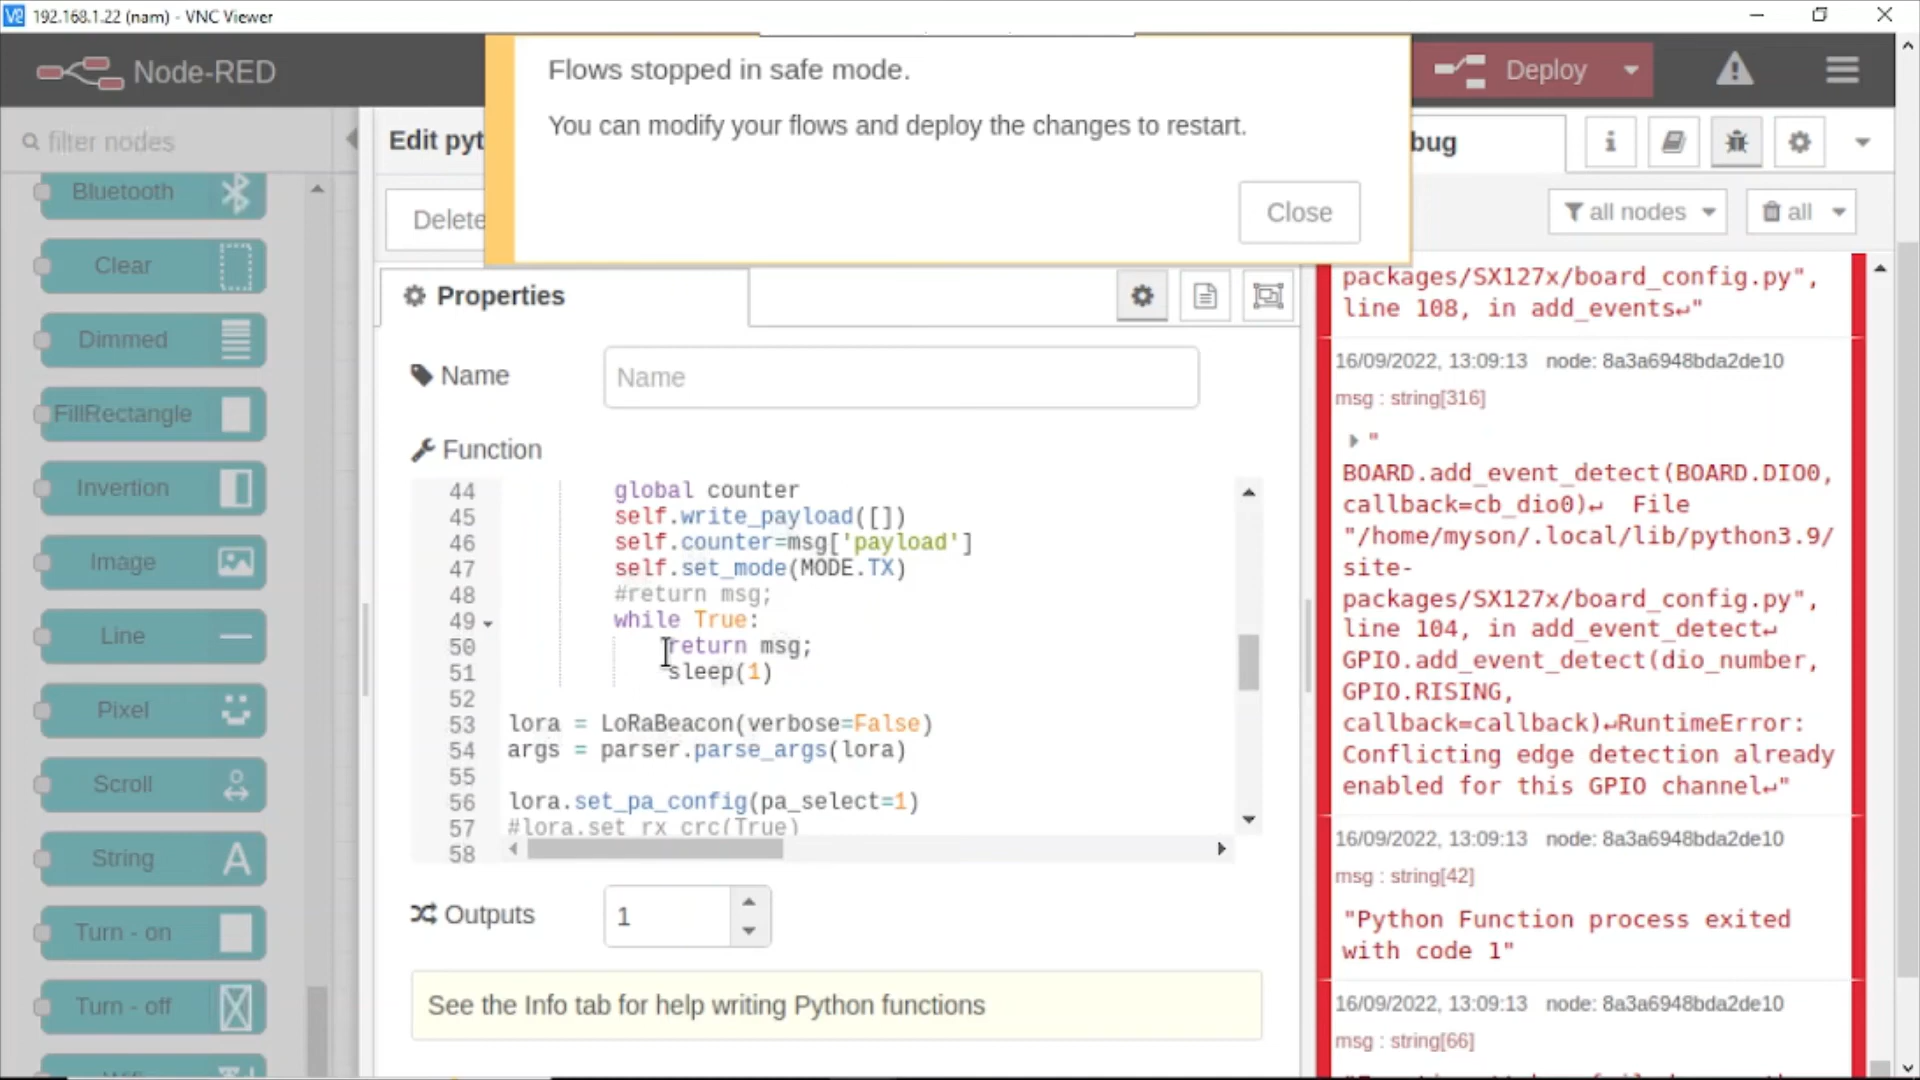 192.168.1.22 (nam) - VNC Viewer
Node-RED
Flows stopped in safe mode.
You can modify your flows and deploy the changes to restart.
Close
Deploy
filter nodes
Bluetooth
Clear
Dimmed
FillRectangle
Invertion
Image
Line
Pixel
Scroll
String
Turn - on
Turn - off
Edit pyt
Delete
Properties
Name
Name
Function
44 global counter
45 self.write_payload([])
46 self.counter=msg['payload']
47 self.set_mode(MODE.TX)
48 #return msg;
49 while True:
50 return msg;
51 sleep(1)
52
53 lora = LoRaBeacon(verbose=False)
54 args = parser.parse_args(lora)
55
56 lora.set_pa_config(pa_select=1)
57 #lora.set_rx_crc(True)
58
Outputs
1
See the Info tab for help writing Python functions
bug
all nodes
all
packages/SX127x/board_config.py",
line 108, in add_events↵"
16/09/2022, 13:09:13 node: 8a3a6948bda2de10
msg : string[316]
"
BOARD.add_event_detect(BOARD.DIO0,
callback=cb_dio0)↵ File
"/home/myson/.local/lib/python3.9/
site-
packages/SX127x/board_config.py",
line 104, in add_event_detect↵
GPIO.add_event_detect(dio_number,
GPIO.RISING,
callback=callback)↵RuntimeError:
Conflicting edge detection already
enabled for this GPIO channel↵"
16/09/2022, 13:09:13 node: 8a3a6948bda2de10
msg : string[42]
"Python Function process exited
with code 1"
16/09/2022, 13:09:13 node: 8a3a6948bda2de10
msg : string[66]